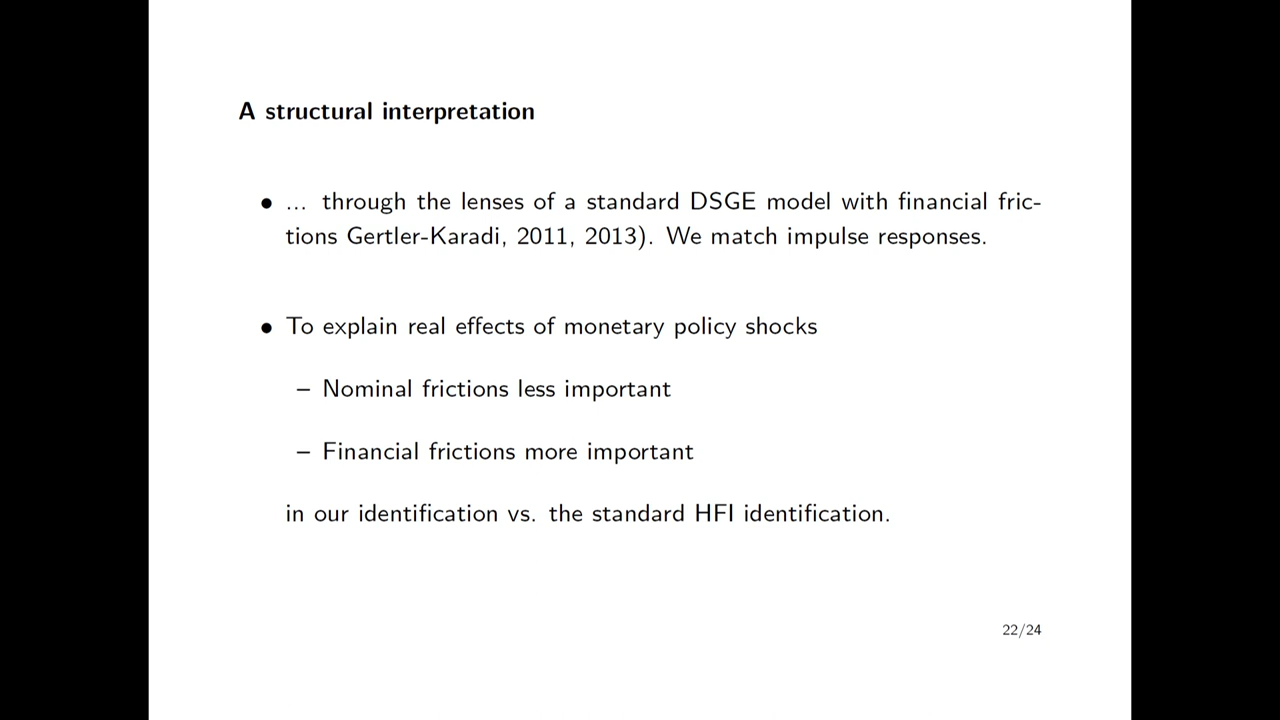 A structural interpretation
• ... through the lenses of a standard DSGE model with financial fric-
tions Gertler-Karadi, 2011, 2013). We match impulse responses.
• To explain real effects of monetary policy shocks
– Nominal frictions less important
– Financial frictions more important
in our identification vs. the standard HFI identification.
22/24